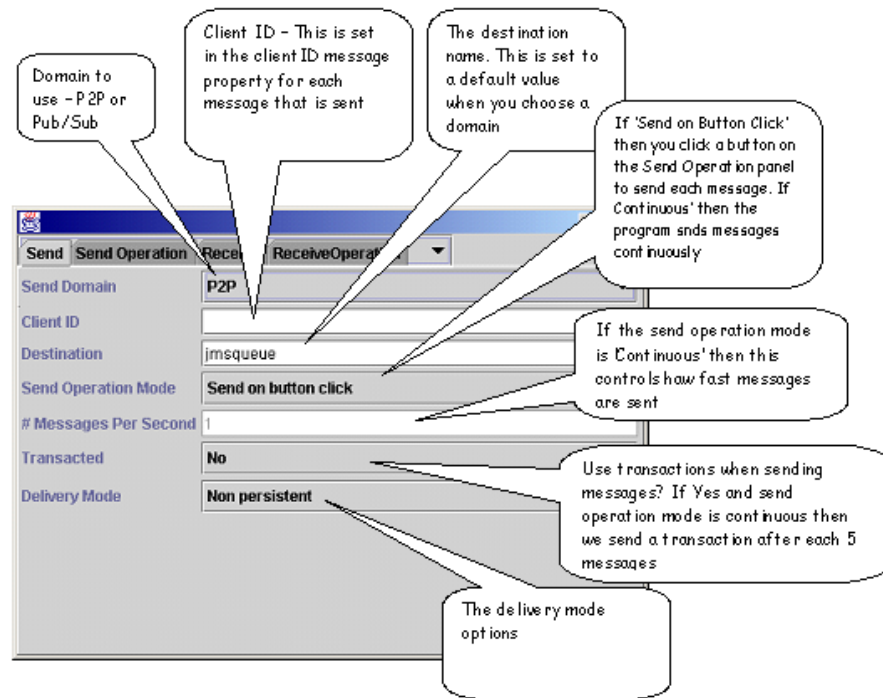 Domain to
use - P2P or
Pub/Sub
Client ID - This is set
in the client ID message
property for each
message that is sent
The destination
name. This is set to
a default value
when you choose a
domain
If 'Send on Button Click'
then you click a button on
the Send Operation panel
to send each message. If
Continuous' then the
program snds messages
continuously
Send Send Operation ReceiveOperation
Send Domain P2P
Client ID
Destination jmsqueue
Send Operation Mode Send on button click
# Messages Per Second 1
Transacted No
Delivery Mode Non persistent
If the send operation mode
is 'Continuous' then this
controls how fast messages
are sent
Use transactions when sending
messages? If Yes and send
operation mode is continuous then
we send a transaction after each 5
messages
The delivery mode
options